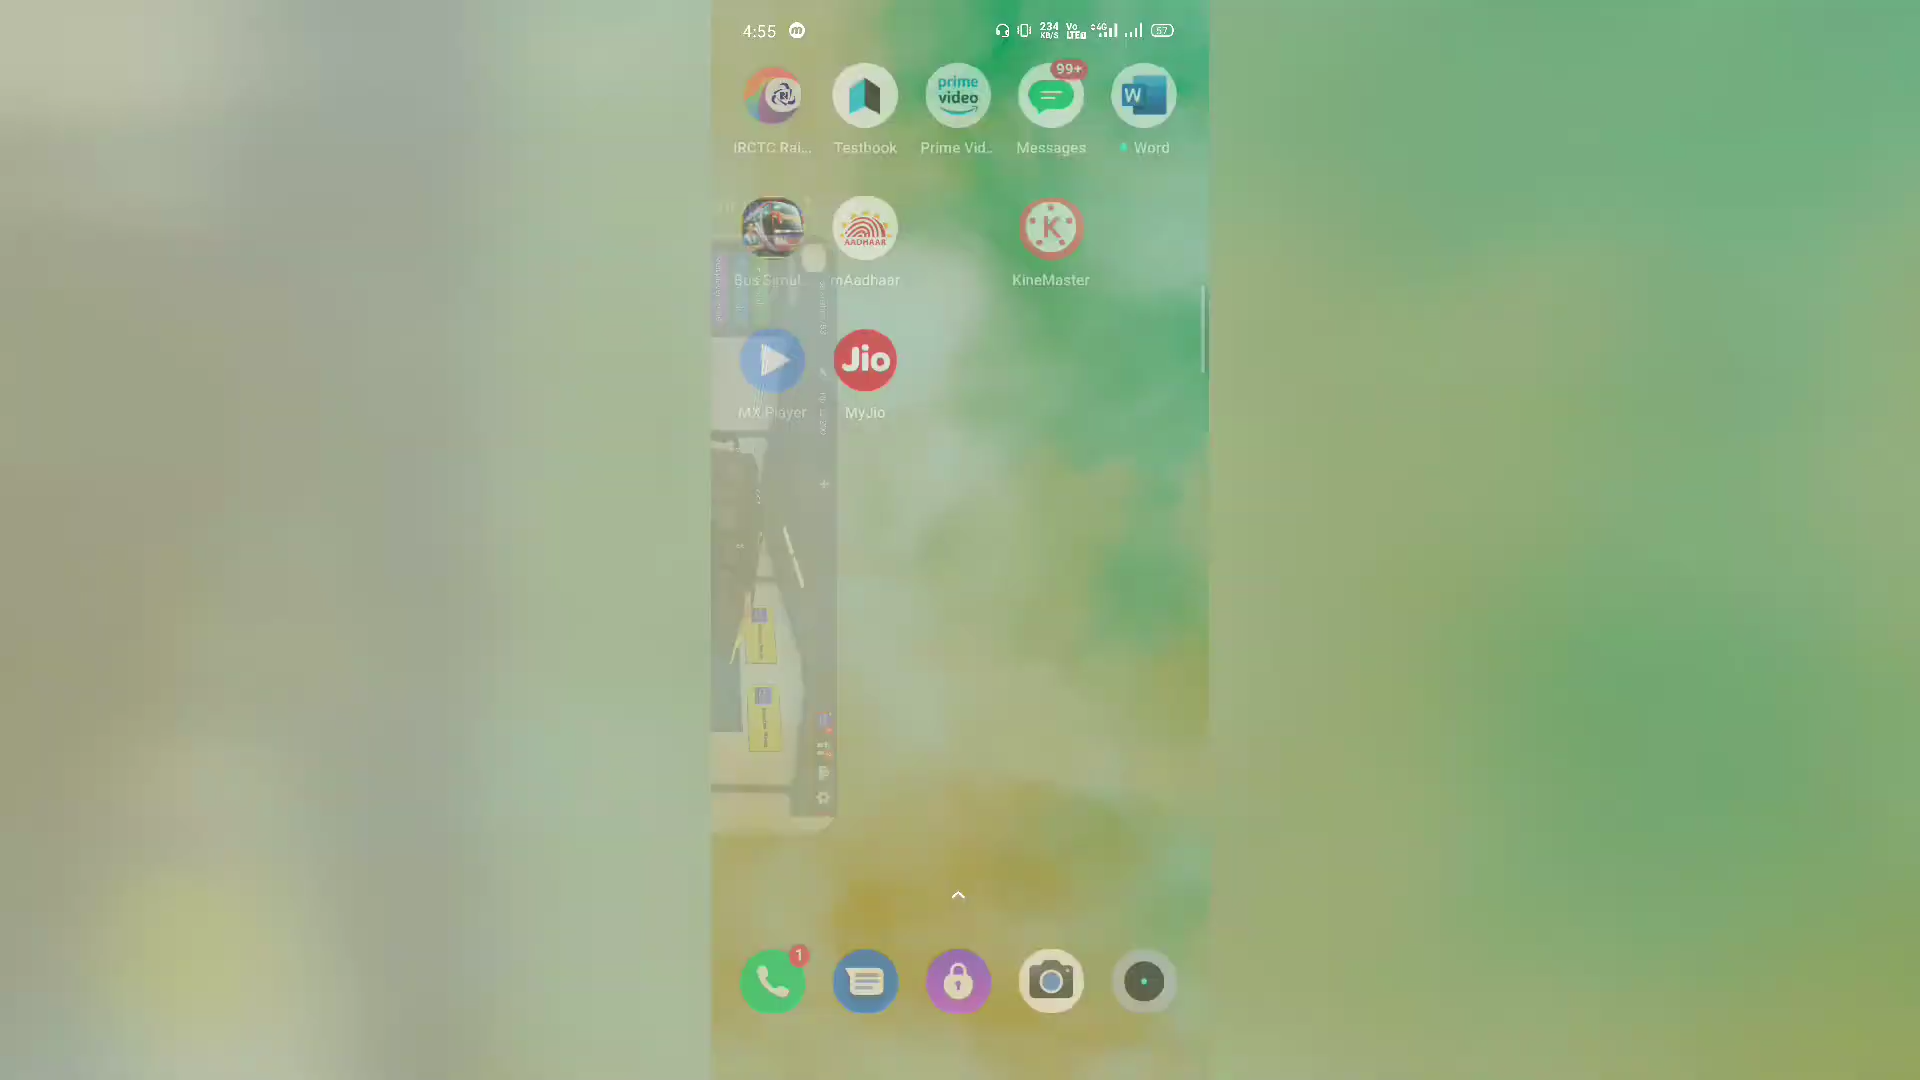 4:55
234
KB/S
Vo
LTE
4G
57
prime
video
99+
W
IRCTC Rai...
Testbook
Prime Vid..
Messages
Word
AADHAAR
K
Bus Simul..
mAadhaar
KineMaster
Jio
MX Player
MyJio
1